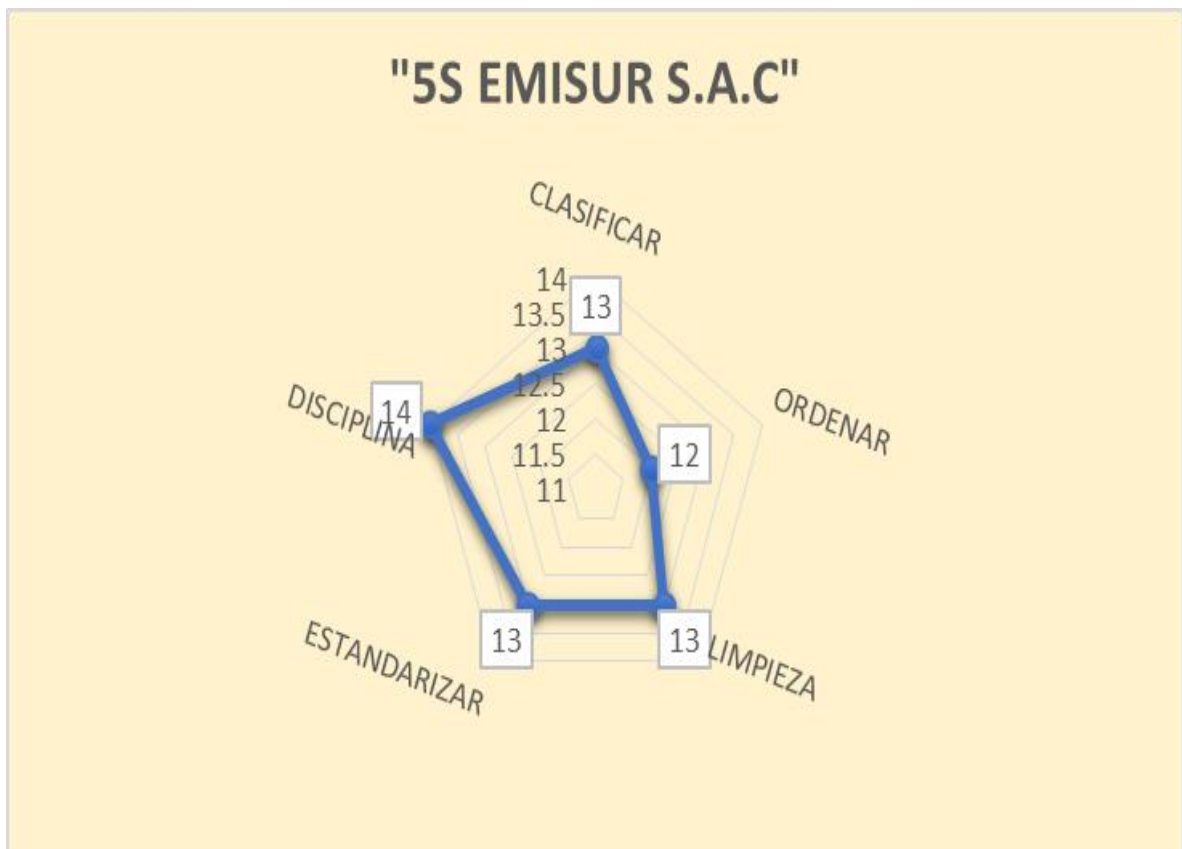 "5S EMISUR S.A.C"
CLASIFICAR
14
13
13.5
13
12.5
12
11.5
11
ORDENAR
12
DISCIPLINA
14
ESTANDARIZAR
13
13
LIMPIEZA